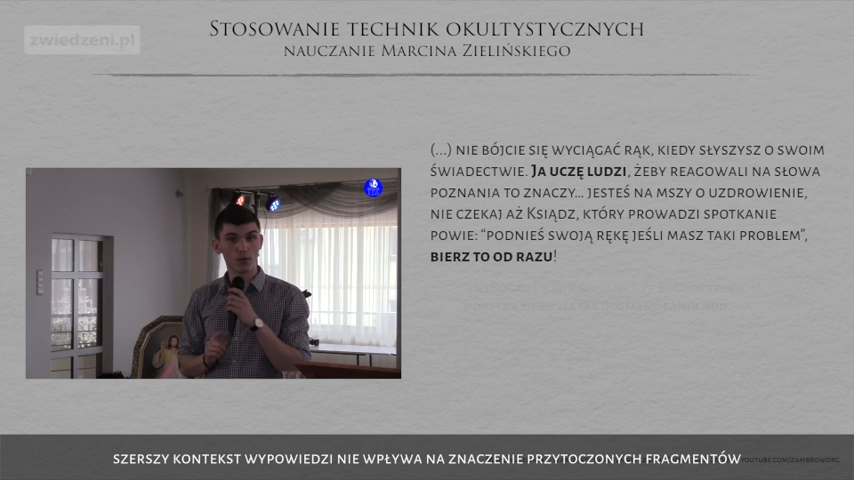 zwiedzeni.pl
Stosowanie technik okultystycznych
nauczanie Marcina Zielińskiego
(...) nie bójcie się wyciągać rąk, kiedy słyszysz o swoim
świadectwie. Ja uczę ludzi, żeby reagowali na słowa
poznania to znaczy... jesteś na mszy o uzdrowienie,
nie czekaj aż Ksiądz, który prowadzi spotkanie
powie: “podnieś swoją rękę jeśli masz taki problem”,
bierz to od razu!
szerszy kontekst wypowiedzi nie wpływa na znaczenie przytoczonych fragmentów
youtube.com/zambroworg